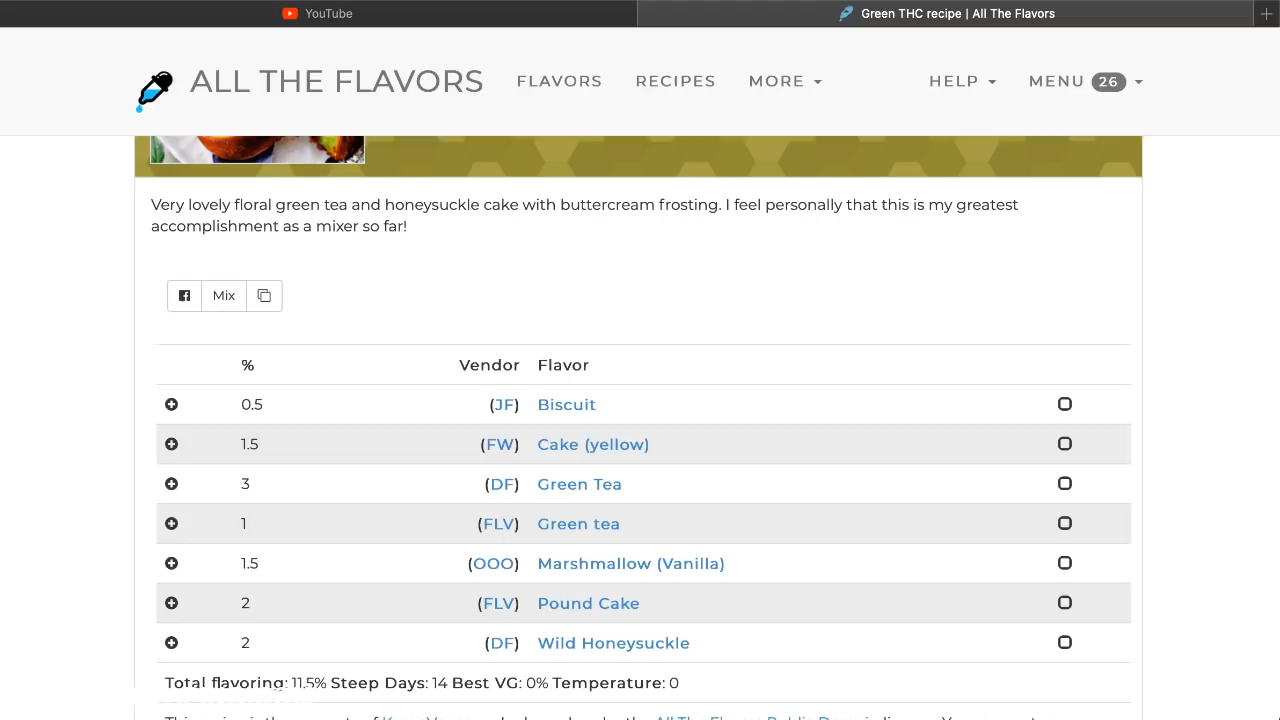 YouTube
Green THC recipe | All The Flavors
ALL THE FLAVORS
FLAVORS
RECIPES
MORE
HELP
MENU 26
Very lovely floral green tea and honeysuckle cake with buttercream frosting. I feel personally that this is my greatest
accomplishment as a mixer so far!
Mix
% Vendor Flavor
0.5 (JF) Biscuit
1.5 (FW) Cake (yellow)
3 (DF) Green Tea
1 (FLV) Green tea
1.5 (OOO) Marshmallow (Vanilla)
2 (FLV) Pound Cake
2 (DF) Wild Honeysuckle
Total flavoring: 11.5% Steep Days: 14 Best VG: 0% Temperature: 0